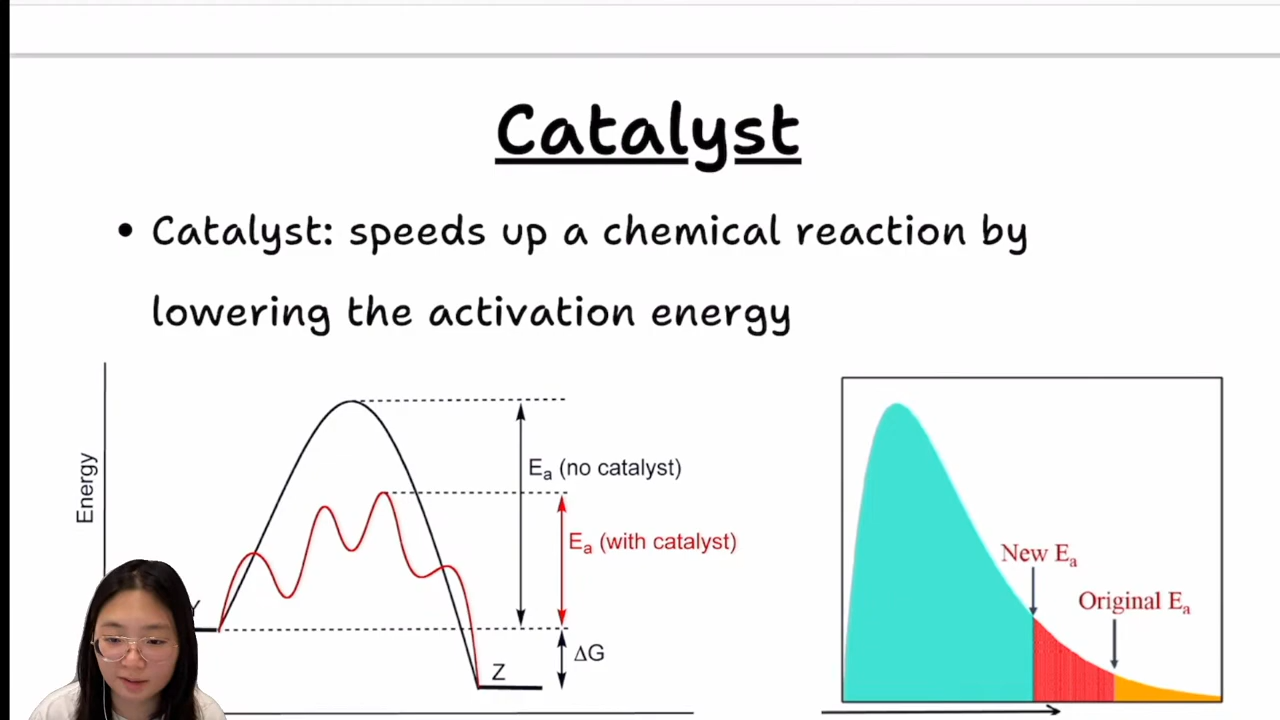 Catalyst
• Catalyst: speeds up a chemical reaction by
lowering the activation energy
Energy
Eₐ (no catalyst)
Eₐ (with catalyst)
Y
Z
ΔG
New Eₐ
Original Eₐ